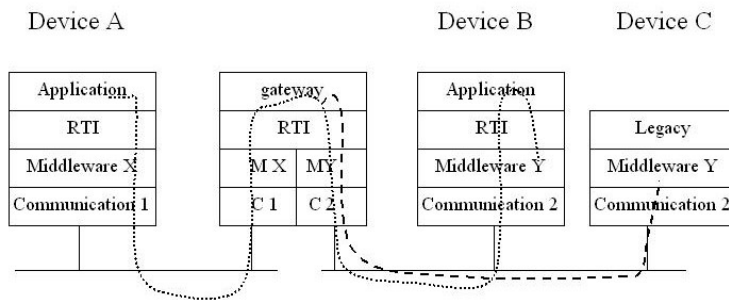 Device A
Device B
Device C
Application
gateway
Application
RTI
RTI
RTI
Legacy
Middleware X
M X
MY
Middleware Y
Middleware Y
Communication 1
C 1
C 2
Communication 2
Communication 2